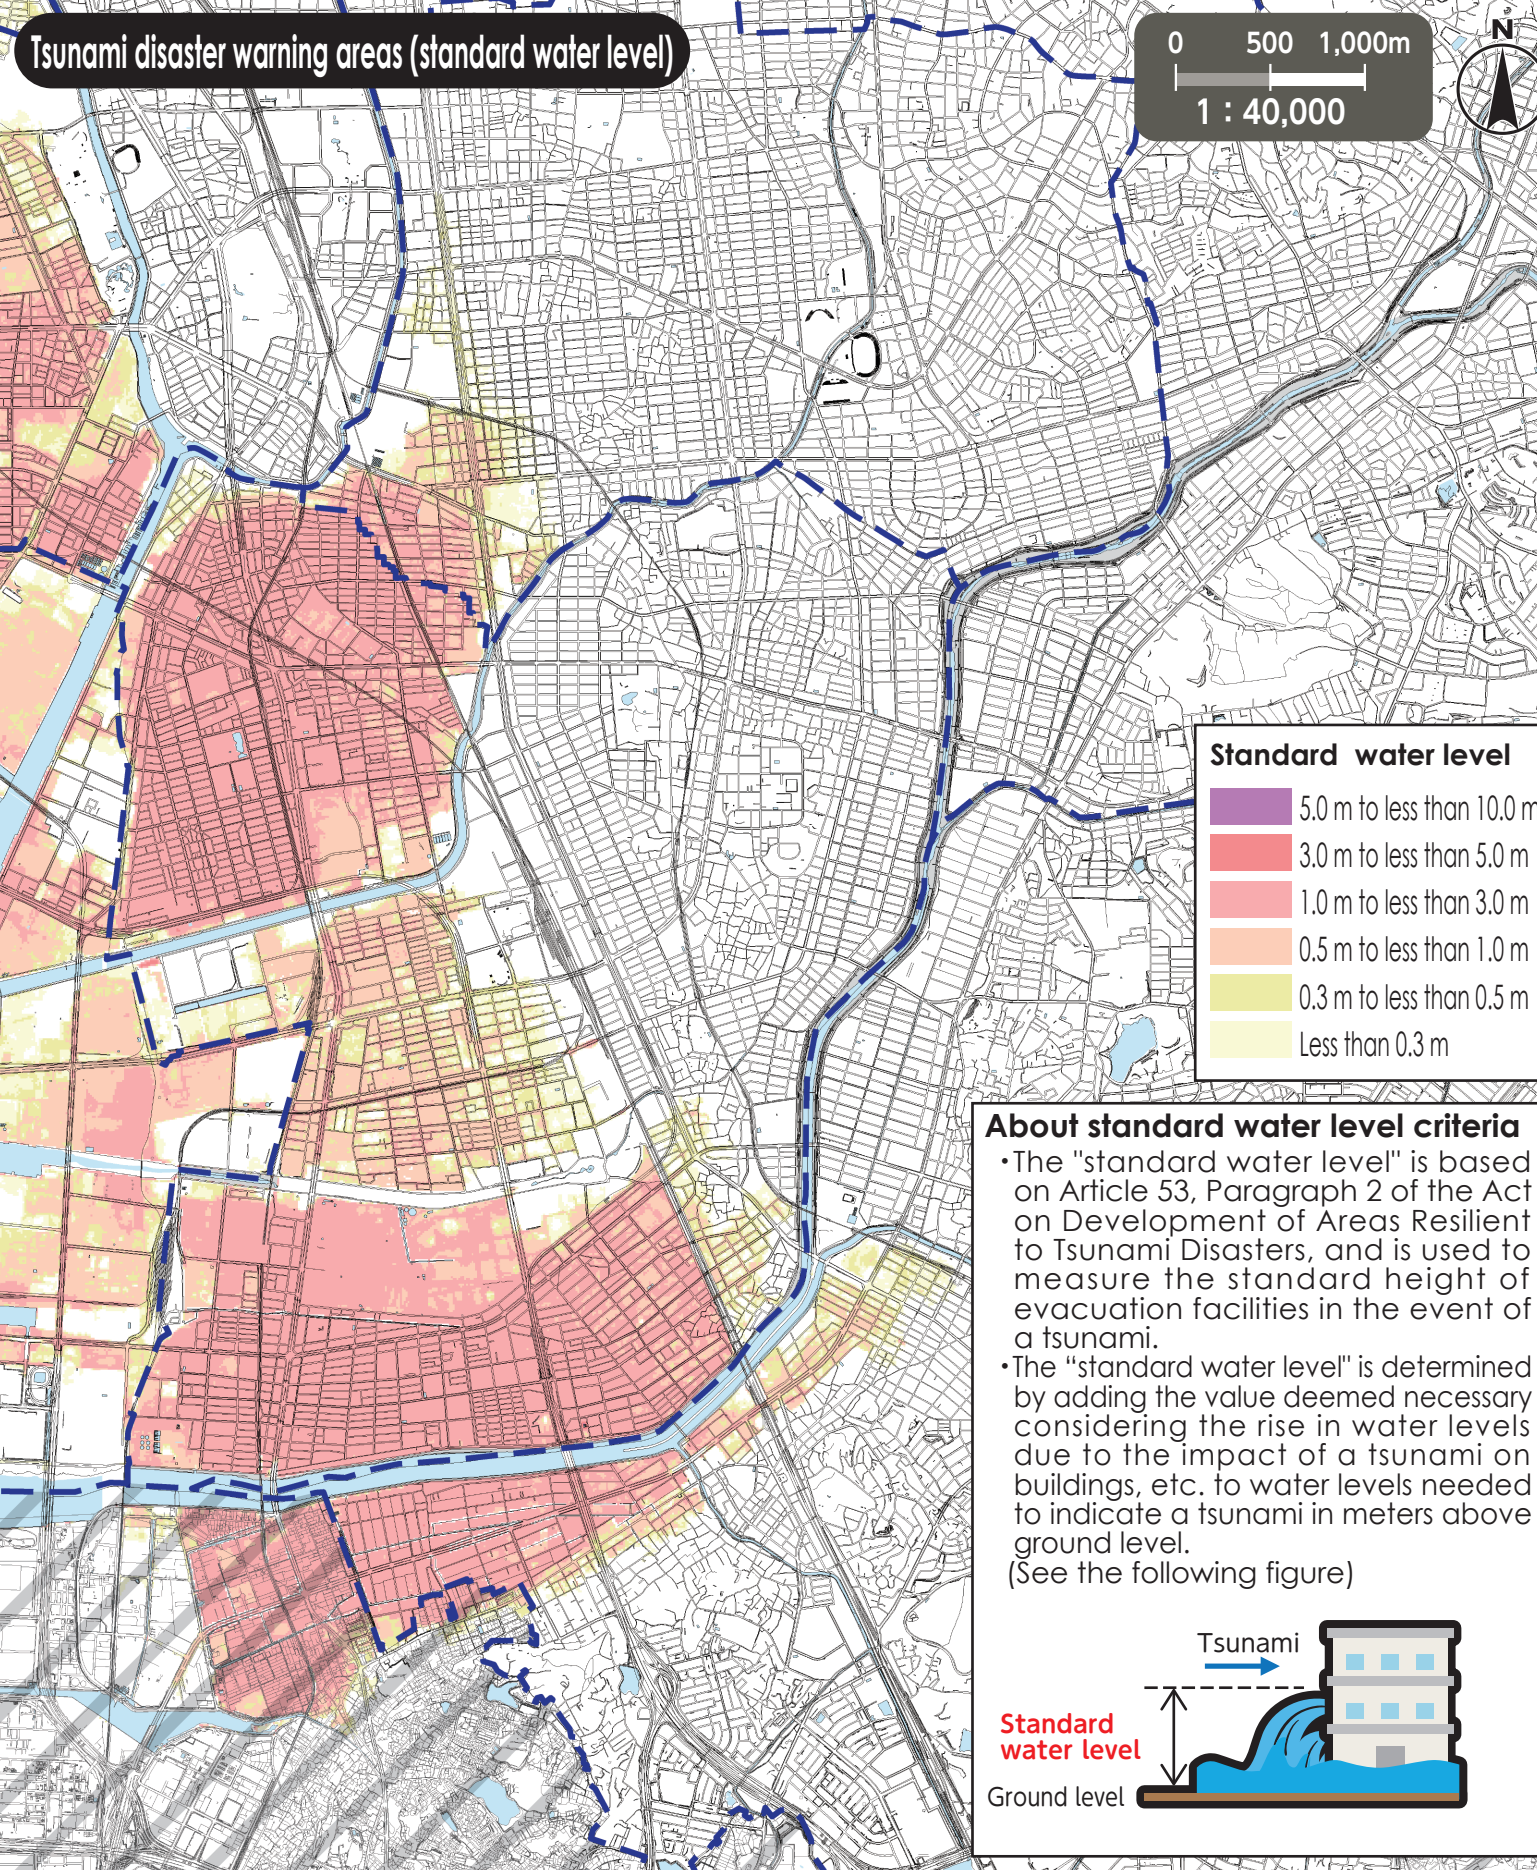 Tsunami disaster warning areas (standard water level)
0 500 1,000m
1 : 40,000
N
Standard water level
5.0 m to less than 10.0 m
3.0 m to less than 5.0 m
1.0 m to less than 3.0 m
0.5 m to less than 1.0 m
0.3 m to less than 0.5 m
Less than 0.3 m
About standard water level criteria
・The "standard water level" is based
on Article 53, Paragraph 2 of the Act
on Development of Areas Resilient
to Tsunami Disasters, and is used to
measure the standard height of
evacuation facilities in the event of
a tsunami.
・The “standard water level" is determined
by adding the value deemed necessary
considering the rise in water levels
due to the impact of a tsunami on
buildings, etc. to water levels needed
to indicate a tsunami in meters above
ground level.
(See the following figure)
Tsunami
Standard
water level
Ground level